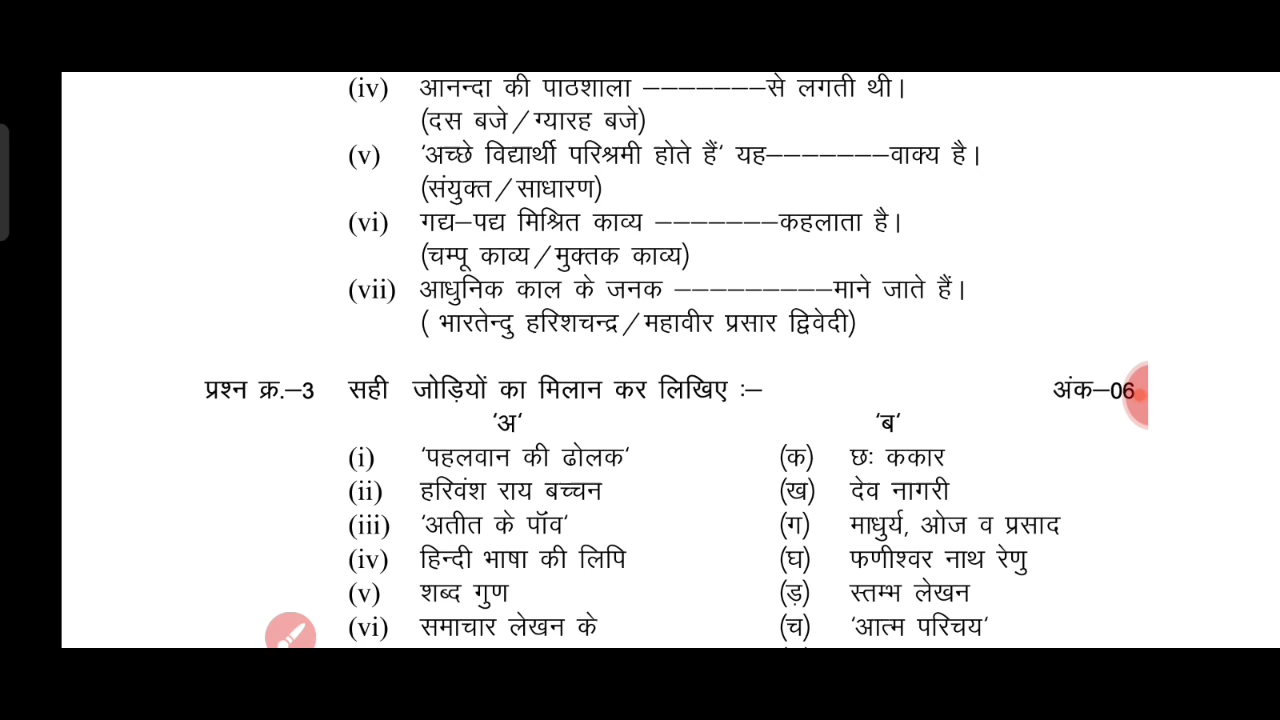 (iv) आनन्दा की पाठशाला −−−−−−−से लगती थी।
(दस बजे/ग्यारह बजे)
(v) 'अच्छे विद्यार्थी परिश्रमी होते हैं' यह−−−−−−−वाक्य है।
(संयुक्त/साधारण)
(vi) गद्य−पद्य मिश्रित काव्य −−−−−−−कहलाता है।
(चम्पू काव्य/मुक्तक काव्य)
(vii) आधुनिक काल के जनक −−−−−−−−−माने जाते हैं।
( भारतेन्दु हरिशचन्द्र/महावीर प्रसार द्विवेदी)
प्रश्न क्र.−3 सही जोड़ियों का मिलान कर लिखिए :− अंक−06
'अ' 'ब'
(i) 'पहलवान की ढोलक' (क) छः ककार
(ii) हरिवंश राय बच्चन (ख) देव नागरी
(iii) 'अतीत के पॉंव' (ग) माधुर्य, ओज व प्रसाद
(iv) हिन्दी भाषा की लिपि (घ) फणीश्वर नाथ रेणु
(v) शब्द गुण (ड़) स्तम्भ लेखन
(vi) समाचार लेखन के (च) 'आत्म परिचय'